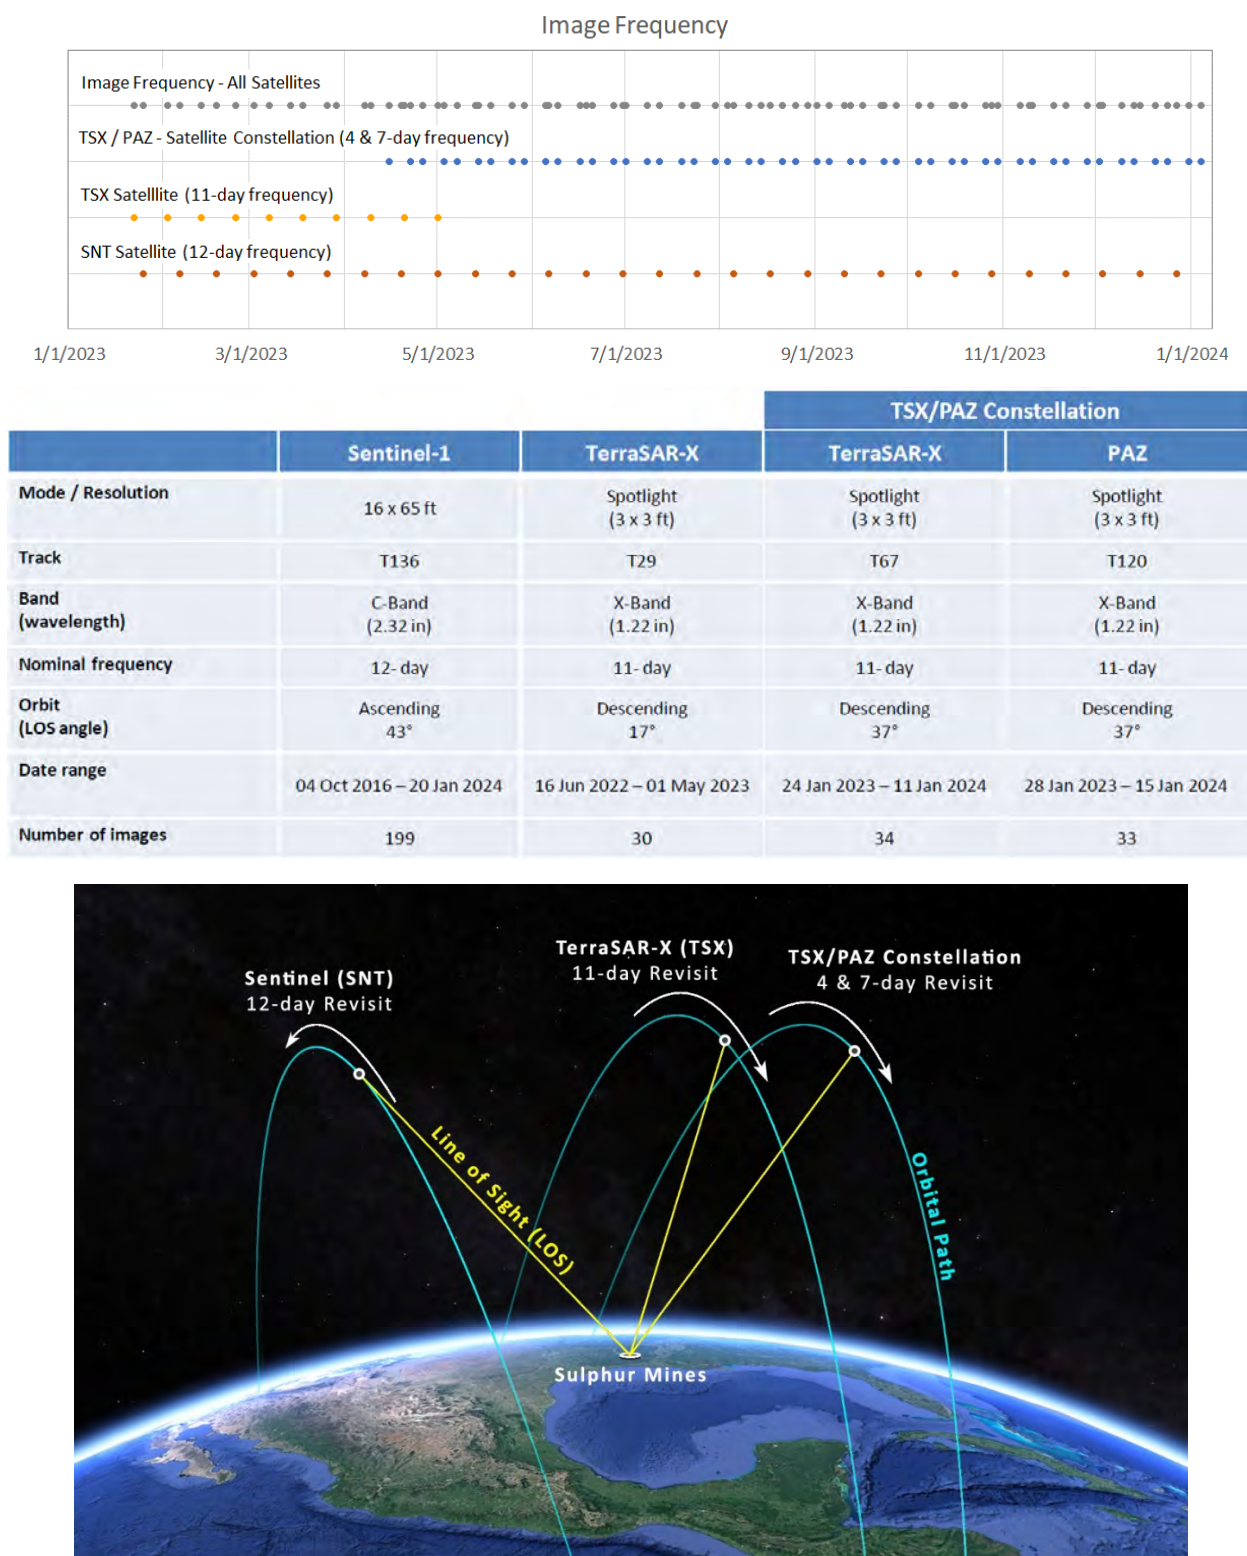 Image Frequency
Image Frequency - All Satellites
TSX / PAZ - Satellite Constellation (4 & 7-day frequency)
TSX Satelllite (11-day frequency)
SNT Satellite (12-day frequency)
1/1/2023 3/1/2023 5/1/2023 7/1/2023 9/1/2023 11/1/2023 1/1/2024
TSX/PAZ Constellation
Sentinel-1 TerraSAR-X TerraSAR-X PAZ
Mode / Resolution 16 x 65 ft Spotlight (3 x 3 ft) Spotlight (3 x 3 ft) Spotlight (3 x 3 ft)
Track T136 T29 T67 T120
Band (wavelength) C-Band (2.32 in) X-Band (1.22 in) X-Band (1.22 in) X-Band (1.22 in)
Nominal frequency 12- day 11- day 11- day 11- day
Orbit (LOS angle) Ascending 43° Descending 17° Descending 37° Descending 37°
Date range 04 Oct 2016 – 20 Jan 2024 16 Jun 2022 – 01 May 2023 24 Jan 2023 – 11 Jan 2024 28 Jan 2023 – 15 Jan 2024
Number of images 199 30 34 33
Sentinel (SNT)
12-day Revisit
TerraSAR-X (TSX)
11-day Revisit
TSX/PAZ Constellation
4 & 7-day Revisit
Line of Sight (LOS)
Orbital Path
Sulphur Mines